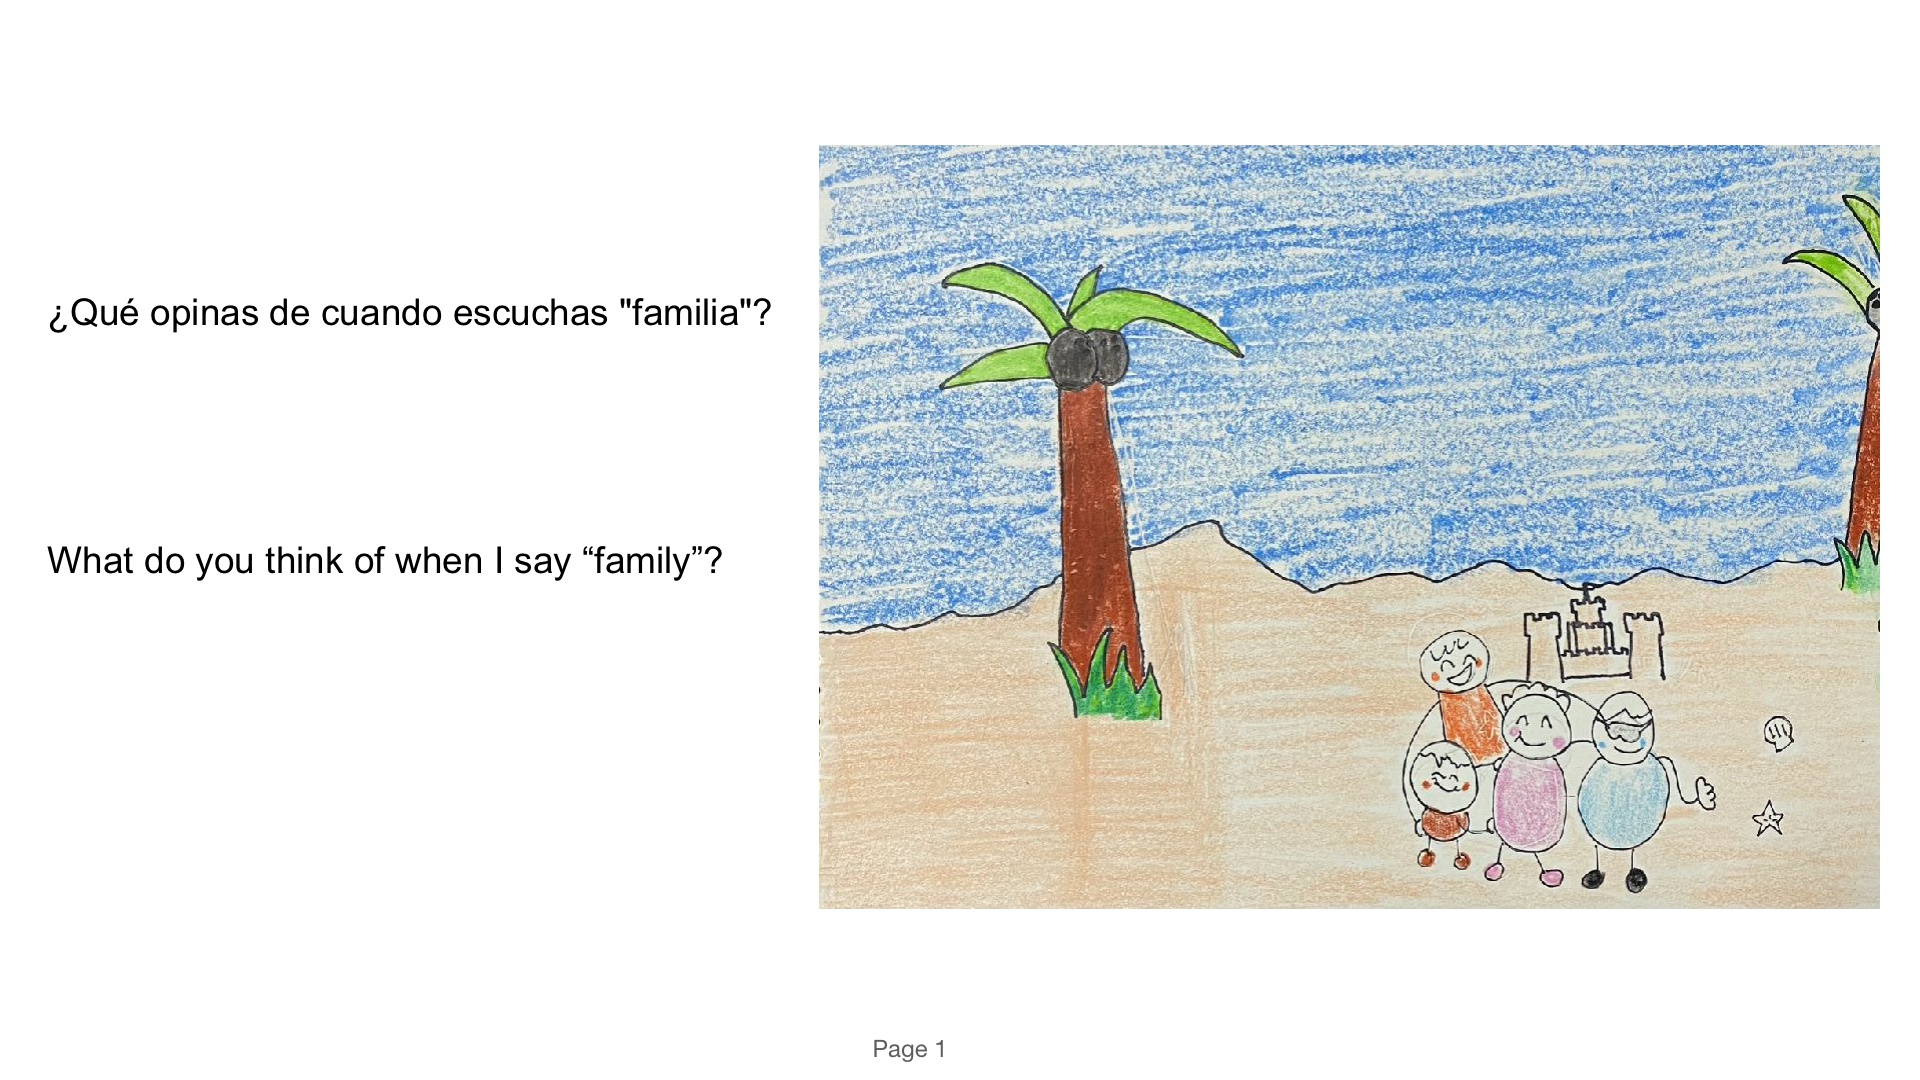 ¿Qué opinas de cuando escuchas "familia"?
What do you think of when I say “family”?
Page 1